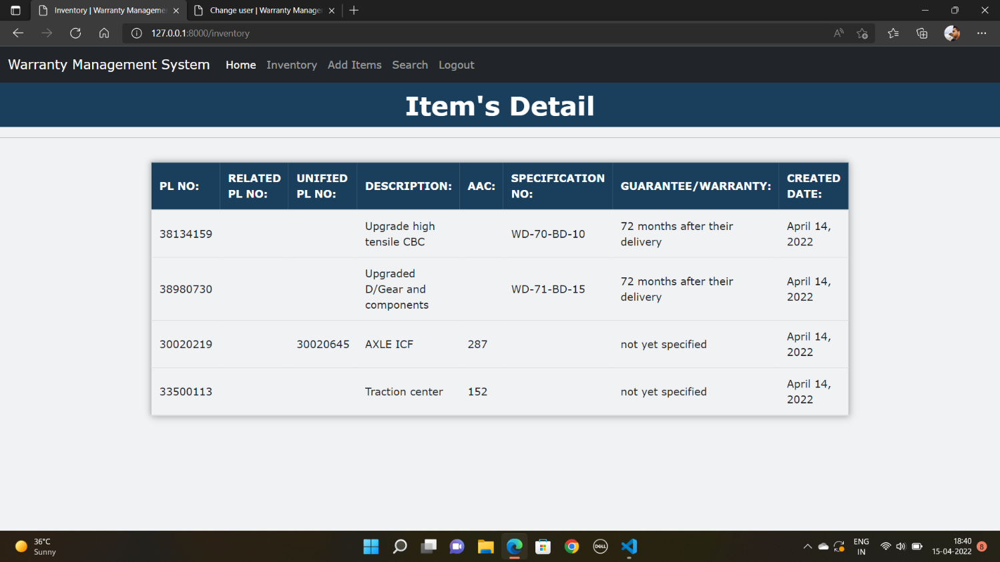 Inventory | Warranty Manageme
Change user | Warranty Manage
127.0.0.1:8000/inventory
Warranty Management System Home Inventory Add Items Search Logout
Item's Detail
PL NO: RELATED PL NO: UNIFIED PL NO: DESCRIPTION: AAC: SPECIFICATION NO: GUARANTEE/WARRANTY: CREATED DATE:
38134159 Upgrade high tensile CBC WD-70-BD-10 72 months after their delivery April 14, 2022
38980730 Upgraded D/Gear and components WD-71-BD-15 72 months after their delivery April 14, 2022
30020219 30020645 AXLE ICF 287 not yet specified April 14, 2022
33500113 Traction center 152 not yet specified April 14, 2022
36°C
Sunny
DELL
ENG
IN
18:40
15-04-2022
8